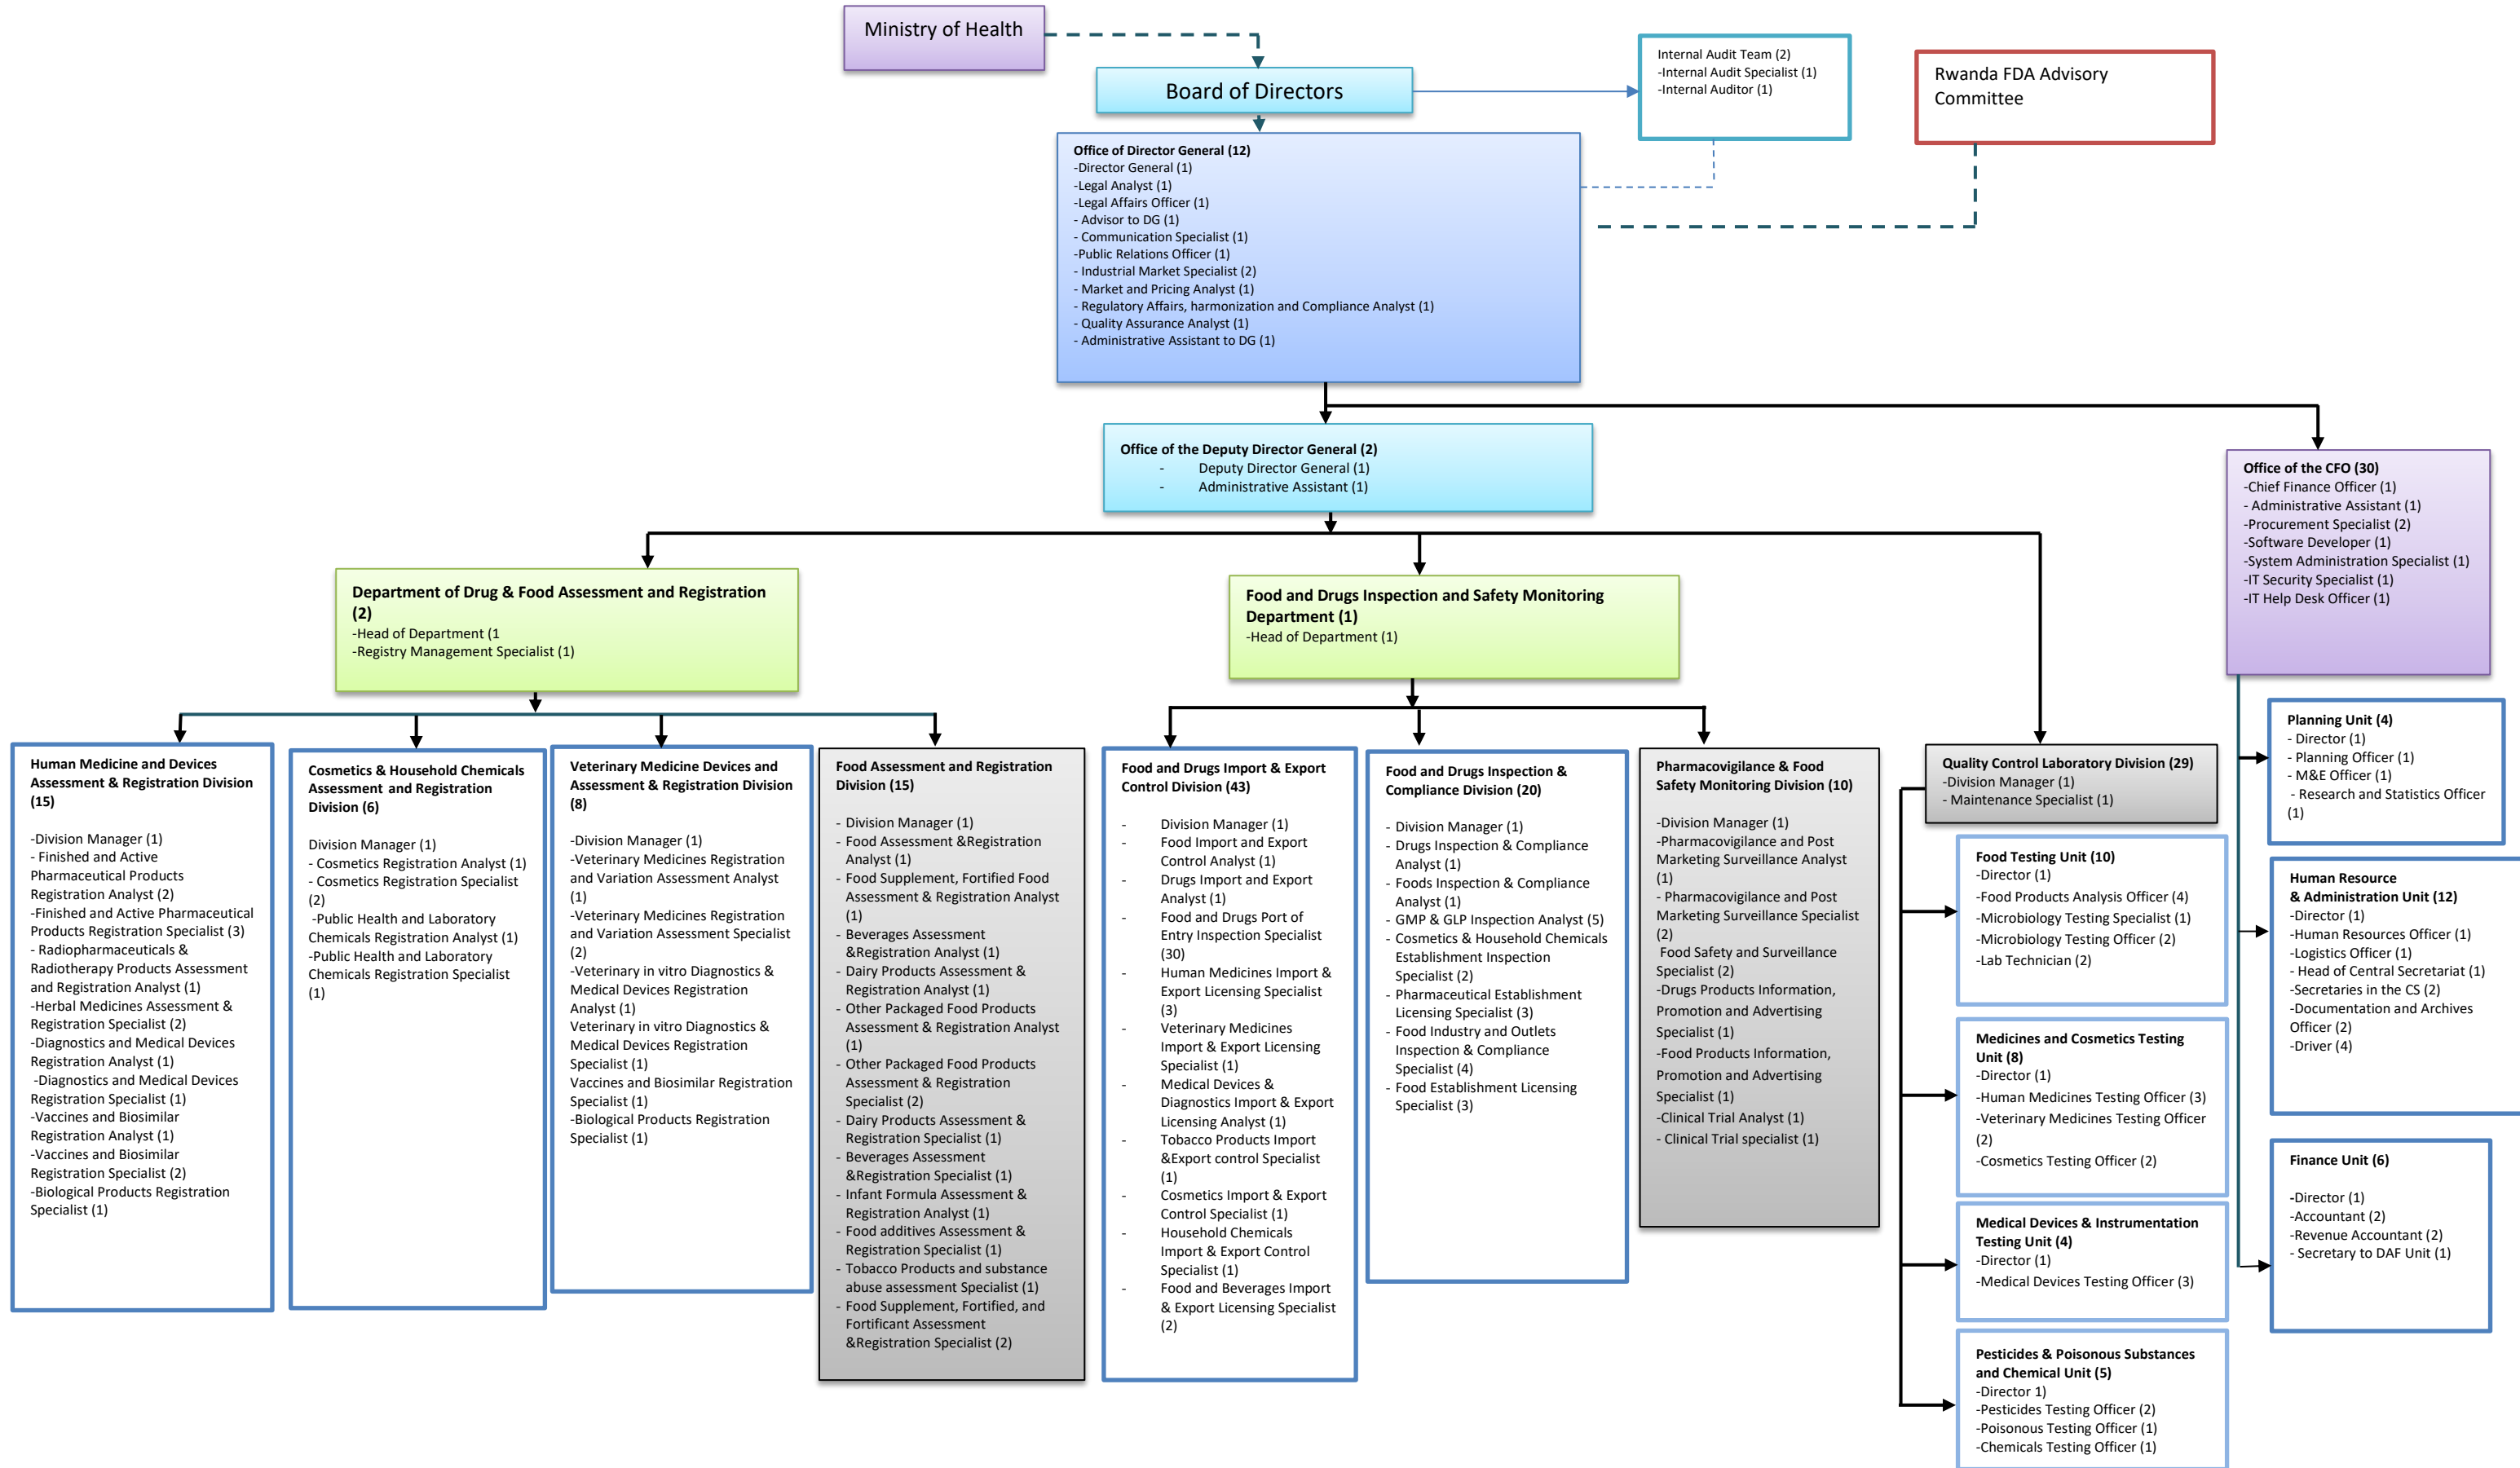 Ministry of Health
Board of Directors
Internal Audit Team (2)
-Internal Audit Specialist (1)
-Internal Auditor (1)
Rwanda FDA Advisory
Committee
Office of Director General (12)
-Director General (1)
-Legal Analyst (1)
-Legal Affairs Officer (1)
- Advisor to DG (1)
- Communication Specialist (1)
-Public Relations Officer (1)
- Industrial Market Specialist (2)
- Market and Pricing Analyst (1)
- Regulatory Affairs, harmonization and Compliance Analyst (1)
- Quality Assurance Analyst (1)
- Administrative Assistant to DG (1)
Office of the Deputy Director General (2)
- Deputy Director General (1)
- Administrative Assistant (1)
Office of the CFO (30)
-Chief Finance Officer (1)
- Administrative Assistant (1)
-Procurement Specialist (2)
-Software Developer (1)
-System Administration Specialist (1)
-IT Security Specialist (1)
-IT Help Desk Officer (1)
Department of Drug & Food Assessment and Registration
(2)
-Head of Department (1
-Registry Management Specialist (1)
Food and Drugs Inspection and Safety Monitoring
Department (1)
-Head of Department (1)
Human Medicine and Devices
Assessment & Registration Division
(15)
-Division Manager (1)
- Finished and Active
Pharmaceutical Products
Registration Analyst (2)
-Finished and Active Pharmaceutical
Products Registration Specialist (3)
- Radiopharmaceuticals &
Radiotherapy Products Assessment
and Registration Analyst (1)
-Herbal Medicines Assessment &
Registration Specialist (2)
-Diagnostics and Medical Devices
Registration Analyst (1)
-Diagnostics and Medical Devices
Registration Specialist (1)
-Vaccines and Biosimilar
Registration Analyst (1)
-Vaccines and Biosimilar
Registration Specialist (2)
-Biological Products Registration
Specialist (1)
Cosmetics & Household Chemicals
Assessment and Registration
Division (6)
Division Manager (1)
- Cosmetics Registration Analyst (1)
- Cosmetics Registration Specialist
(2)
-Public Health and Laboratory
Chemicals Registration Analyst (1)
-Public Health and Laboratory
Chemicals Registration Specialist
(1)
Veterinary Medicine Devices and
Assessment & Registration Division
(8)
-Division Manager (1)
-Veterinary Medicines Registration
and Variation Assessment Analyst
(1)
-Veterinary Medicines Registration
and Variation Assessment Specialist
(2)
-Veterinary in vitro Diagnostics &
Medical Devices Registration
Analyst (1)
Veterinary in vitro Diagnostics &
Medical Devices Registration
Specialist (1)
Vaccines and Biosimilar Registration
Specialist (1)
-Biological Products Registration
Specialist (1)
Food Assessment and Registration
Division (15)
- Division Manager (1)
- Food Assessment &Registration
Analyst (1)
- Food Supplement, Fortified Food
Assessment & Registration Analyst
(1)
- Beverages Assessment
&Registration Analyst (1)
- Dairy Products Assessment &
Registration Analyst (1)
- Other Packaged Food Products
Assessment & Registration Analyst
(1)
- Other Packaged Food Products
Assessment & Registration
Specialist (2)
- Dairy Products Assessment &
Registration Specialist (1)
- Beverages Assessment
&Registration Specialist (1)
- Infant Formula Assessment &
Registration Analyst (1)
- Food additives Assessment &
Registration Specialist (1)
- Tobacco Products and substance
abuse assessment Specialist (1)
- Food Supplement, Fortified, and
Fortificant Assessment
&Registration Specialist (2)
Food and Drugs Import & Export
Control Division (43)
- Division Manager (1)
- Food Import and Export
Control Analyst (1)
- Drugs Import and Export
Analyst (1)
- Food and Drugs Port of
Entry Inspection Specialist
(30)
- Human Medicines Import &
Export Licensing Specialist
(3)
- Veterinary Medicines
Import & Export Licensing
Specialist (1)
- Medical Devices &
Diagnostics Import & Export
Licensing Analyst (1)
- Tobacco Products Import
&Export control Specialist
(1)
- Cosmetics Import & Export
Control Specialist (1)
- Household Chemicals
Import & Export Control
Specialist (1)
- Food and Beverages Import
& Export Licensing Specialist
(2)
Food and Drugs Inspection &
Compliance Division (20)
- Division Manager (1)
- Drugs Inspection & Compliance
Analyst (1)
- Foods Inspection & Compliance
Analyst (1)
- GMP & GLP Inspection Analyst (5)
- Cosmetics & Household Chemicals
Establishment Inspection
Specialist (2)
- Pharmaceutical Establishment
Licensing Specialist (3)
- Food Industry and Outlets
Inspection & Compliance
Specialist (4)
- Food Establishment Licensing
Specialist (3)
Pharmacovigilance & Food
Safety Monitoring Division (10)
-Division Manager (1)
-Pharmacovigilance and Post
Marketing Surveillance Analyst
(1)
- Pharmacovigilance and Post
Marketing Surveillance Specialist
(2)
Food Safety and Surveillance
Specialist (2)
-Drugs Products Information,
Promotion and Advertising
Specialist (1)
-Food Products Information,
Promotion and Advertising
Specialist (1)
-Clinical Trial Analyst (1)
- Clinical Trial specialist (1)
Quality Control Laboratory Division (29)
-Division Manager (1)
- Maintenance Specialist (1)
Food Testing Unit (10)
-Director (1)
-Food Products Analysis Officer (4)
-Microbiology Testing Specialist (1)
-Microbiology Testing Officer (2)
-Lab Technician (2)
Medicines and Cosmetics Testing
Unit (8)
-Director (1)
-Human Medicines Testing Officer (3)
-Veterinary Medicines Testing Officer
(2)
-Cosmetics Testing Officer (2)
Medical Devices & Instrumentation
Testing Unit (4)
-Director (1)
-Medical Devices Testing Officer (3)
Pesticides & Poisonous Substances
and Chemical Unit (5)
-Director 1)
-Pesticides Testing Officer (2)
-Poisonous Testing Officer (1)
-Chemicals Testing Officer (1)
Planning Unit (4)
- Director (1)
- Planning Officer (1)
- M&E Officer (1)
- Research and Statistics Officer
(1)
Human Resource
& Administration Unit (12)
-Director (1)
-Human Resources Officer (1)
-Logistics Officer (1)
- Head of Central Secretariat (1)
-Secretaries in the CS (2)
-Documentation and Archives
Officer (2)
-Driver (4)
Finance Unit (6)
-Director (1)
-Accountant (2)
-Revenue Accountant (2)
- Secretary to DAF Unit (1)